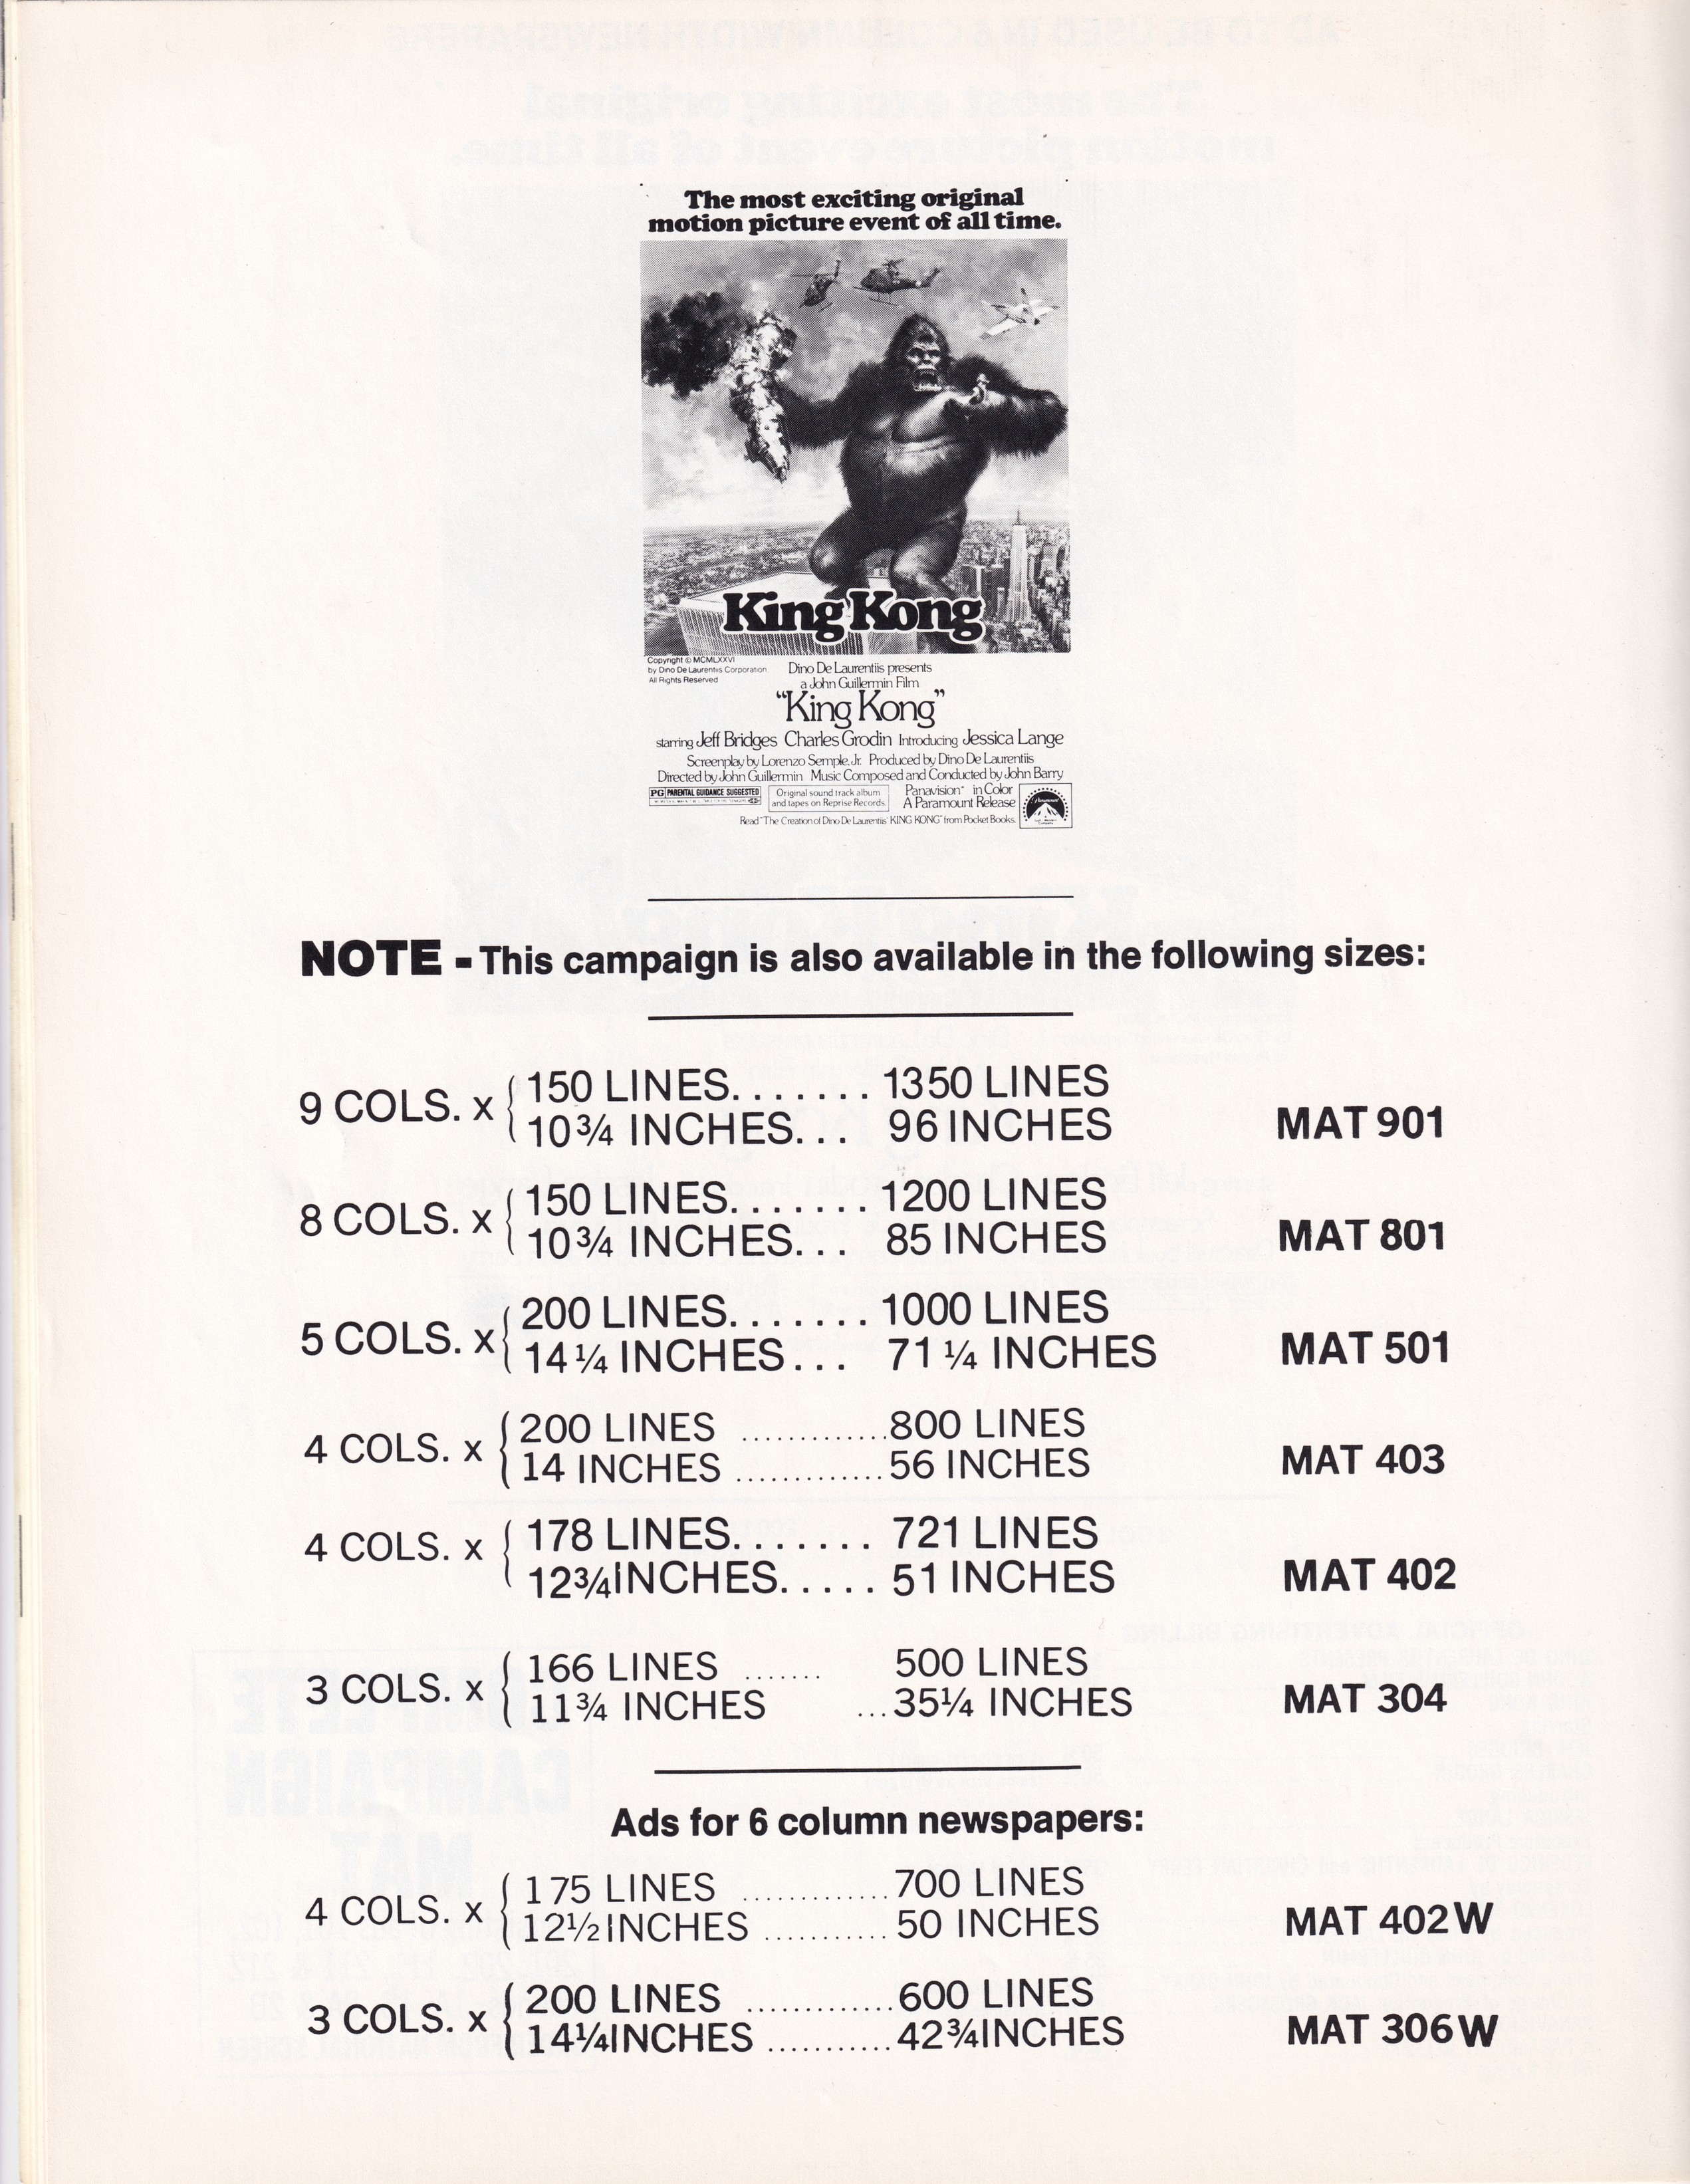 The most exciting original
motion picture event of all time.
King Kong
Copyright © MCMLXXVI
by Dino De Laurentiis Corporation
All Rights Reserved
Dino De Laurentiis presents
a John Guillermin Film
"King Kong"
starring Jeff Bridges Charles Grodin Introducing Jessica Lange
Screenplay by Lorenzo Semple, Jr. Produced by Dino De Laurentiis
Directed by John Guillermin Music Composed and Conducted by John Barry
PG PARENTAL GUIDANCE SUGGESTED
Original sound track album
and tapes on Reprise Records.
Panavision® in Color
A Paramount Release
Paramount
Read "The Creation of Dino De Laurentiis' KING KONG" from Pocket Books.
NOTE - This campaign is also available in the following sizes:
9 COLS. x { 150 LINES....... 1350 LINES
10¾ INCHES... 96 INCHES MAT 901
8 COLS. x { 150 LINES....... 1200 LINES
10¾ INCHES... 85 INCHES MAT 801
5 COLS. x { 200 LINES....... 1000 LINES
14¼ INCHES... 71¼ INCHES MAT 501
4 COLS. x { 200 LINES .............800 LINES
14 INCHES .............56 INCHES MAT 403
4 COLS. x { 178 LINES....... 721 LINES
12¾ INCHES..... 51 INCHES MAT 402
3 COLS. x { 166 LINES ....... 500 LINES
11¾ INCHES ...35¼ INCHES MAT 304
Ads for 6 column newspapers:
4 COLS. x { 175 LINES .............700 LINES
12½ INCHES ........... 50 INCHES MAT 402W
3 COLS. x { 200 LINES .............600 LINES
14¼ INCHES ...........42¾ INCHES MAT 306W